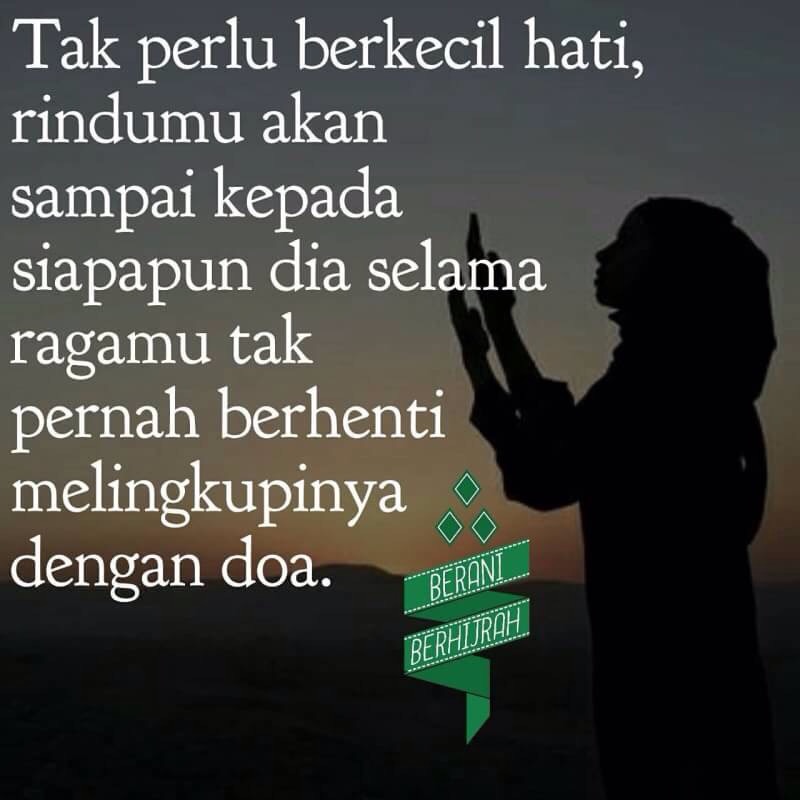 Tak perlu berkecil hati,
rindumu akan
sampai kepada
siapapun dia selama
ragamu tak
pernah berhenti
melingkupinya
dengan doa.
BERANI
BERHIJRAH